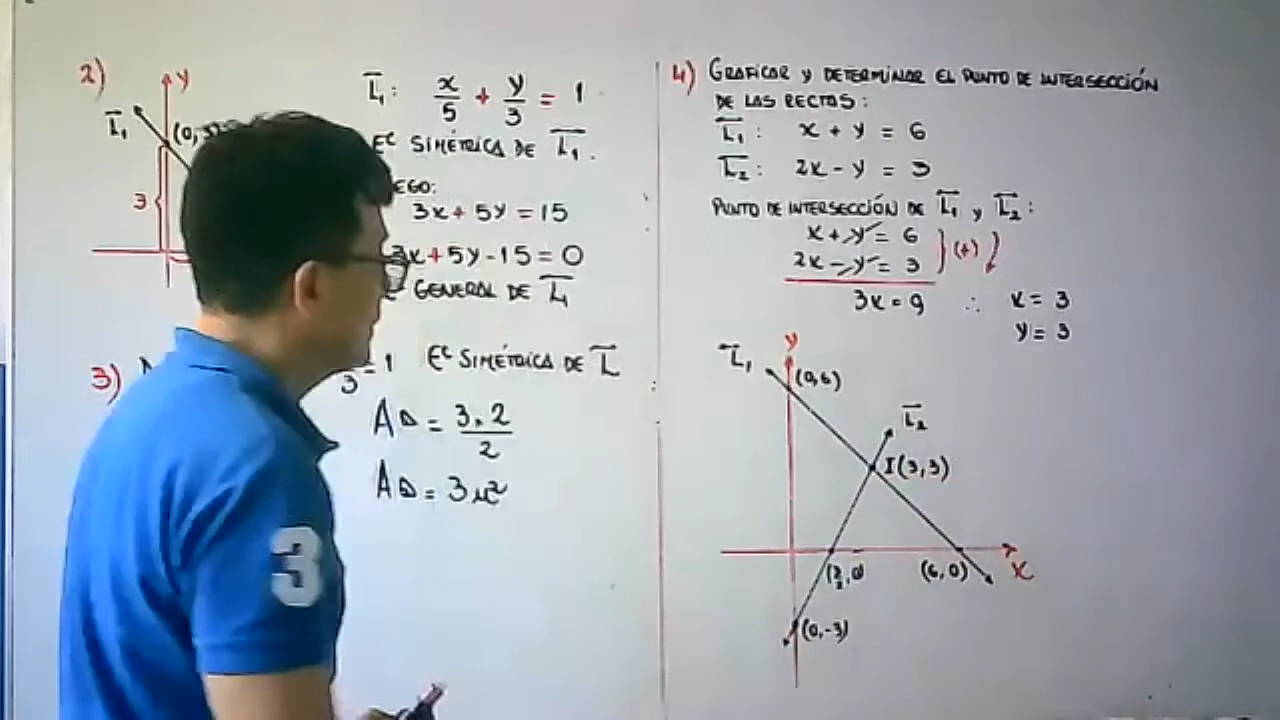 2)
y
L₁
(0,3)
3
L₁: x/5 + y/3 = 1
Eᶜ SIMÉTRICA DE L₁.
EGO:
3x + 5y = 15
3x + 5y - 15 = 0
GENERAL DE L₁
3)
3 = 1 Eᶜ SIMÉTRICA DE L
A△ = 3.2/2
A△ = 3u²
3
4) GRAFICAR Y DETERMINAR EL PUNTO DE INTERSECCIÓN
DE LAS RECTAS:
L₁: x + y = 6
L₂: 2x - y = 3
PUNTO DE INTERSECCIÓN DE L₁ y L₂:
x + y = 6
2x - y = 3 } (+)
3x = 9 ∴ x = 3
y = 3
y
L₁
(0,6)
L₂
I(3,3)
(3/2,0)
(6,0)
x
(0,-3)